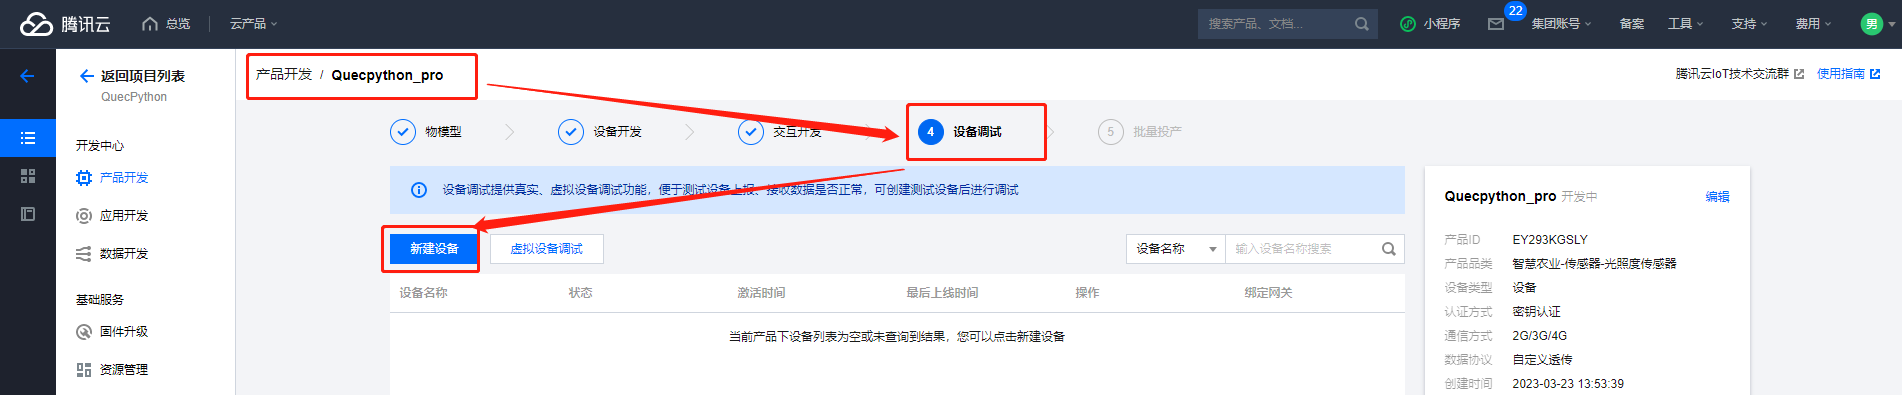 腾讯云 总览 云产品 搜索产品、文档... 小程序 22 集团账号 备案 工具 支持 费用 男
返回项目列表
QuecPython
开发中心
产品开发
应用开发
数据开发
基础服务
固件升级
资源管理
产品开发 / Quecpython_pro
腾讯云IoT技术交流群 使用指南
物模型 设备开发 交互开发 4 设备调试 5 批量投产
设备调试提供真实、虚拟设备调试功能，便于测试设备上报、接收数据是否正常，可创建测试设备后进行调试
新建设备 虚拟设备调试 设备名称 输入设备名称搜索
设备名称 状态 激活时间 最后上线时间 操作 绑定网关
当前产品下设备列表为空或未查询到结果，您可以点击新建设备
Quecpython_pro 开发中 编辑
产品ID EY293KGSLY
产品品类 智慧农业-传感器-光照度传感器
设备类型 设备
认证方式 密钥认证
通信方式 2G/3G/4G
数据协议 自定义透传
创建时间 2023-03-23 13:53:39